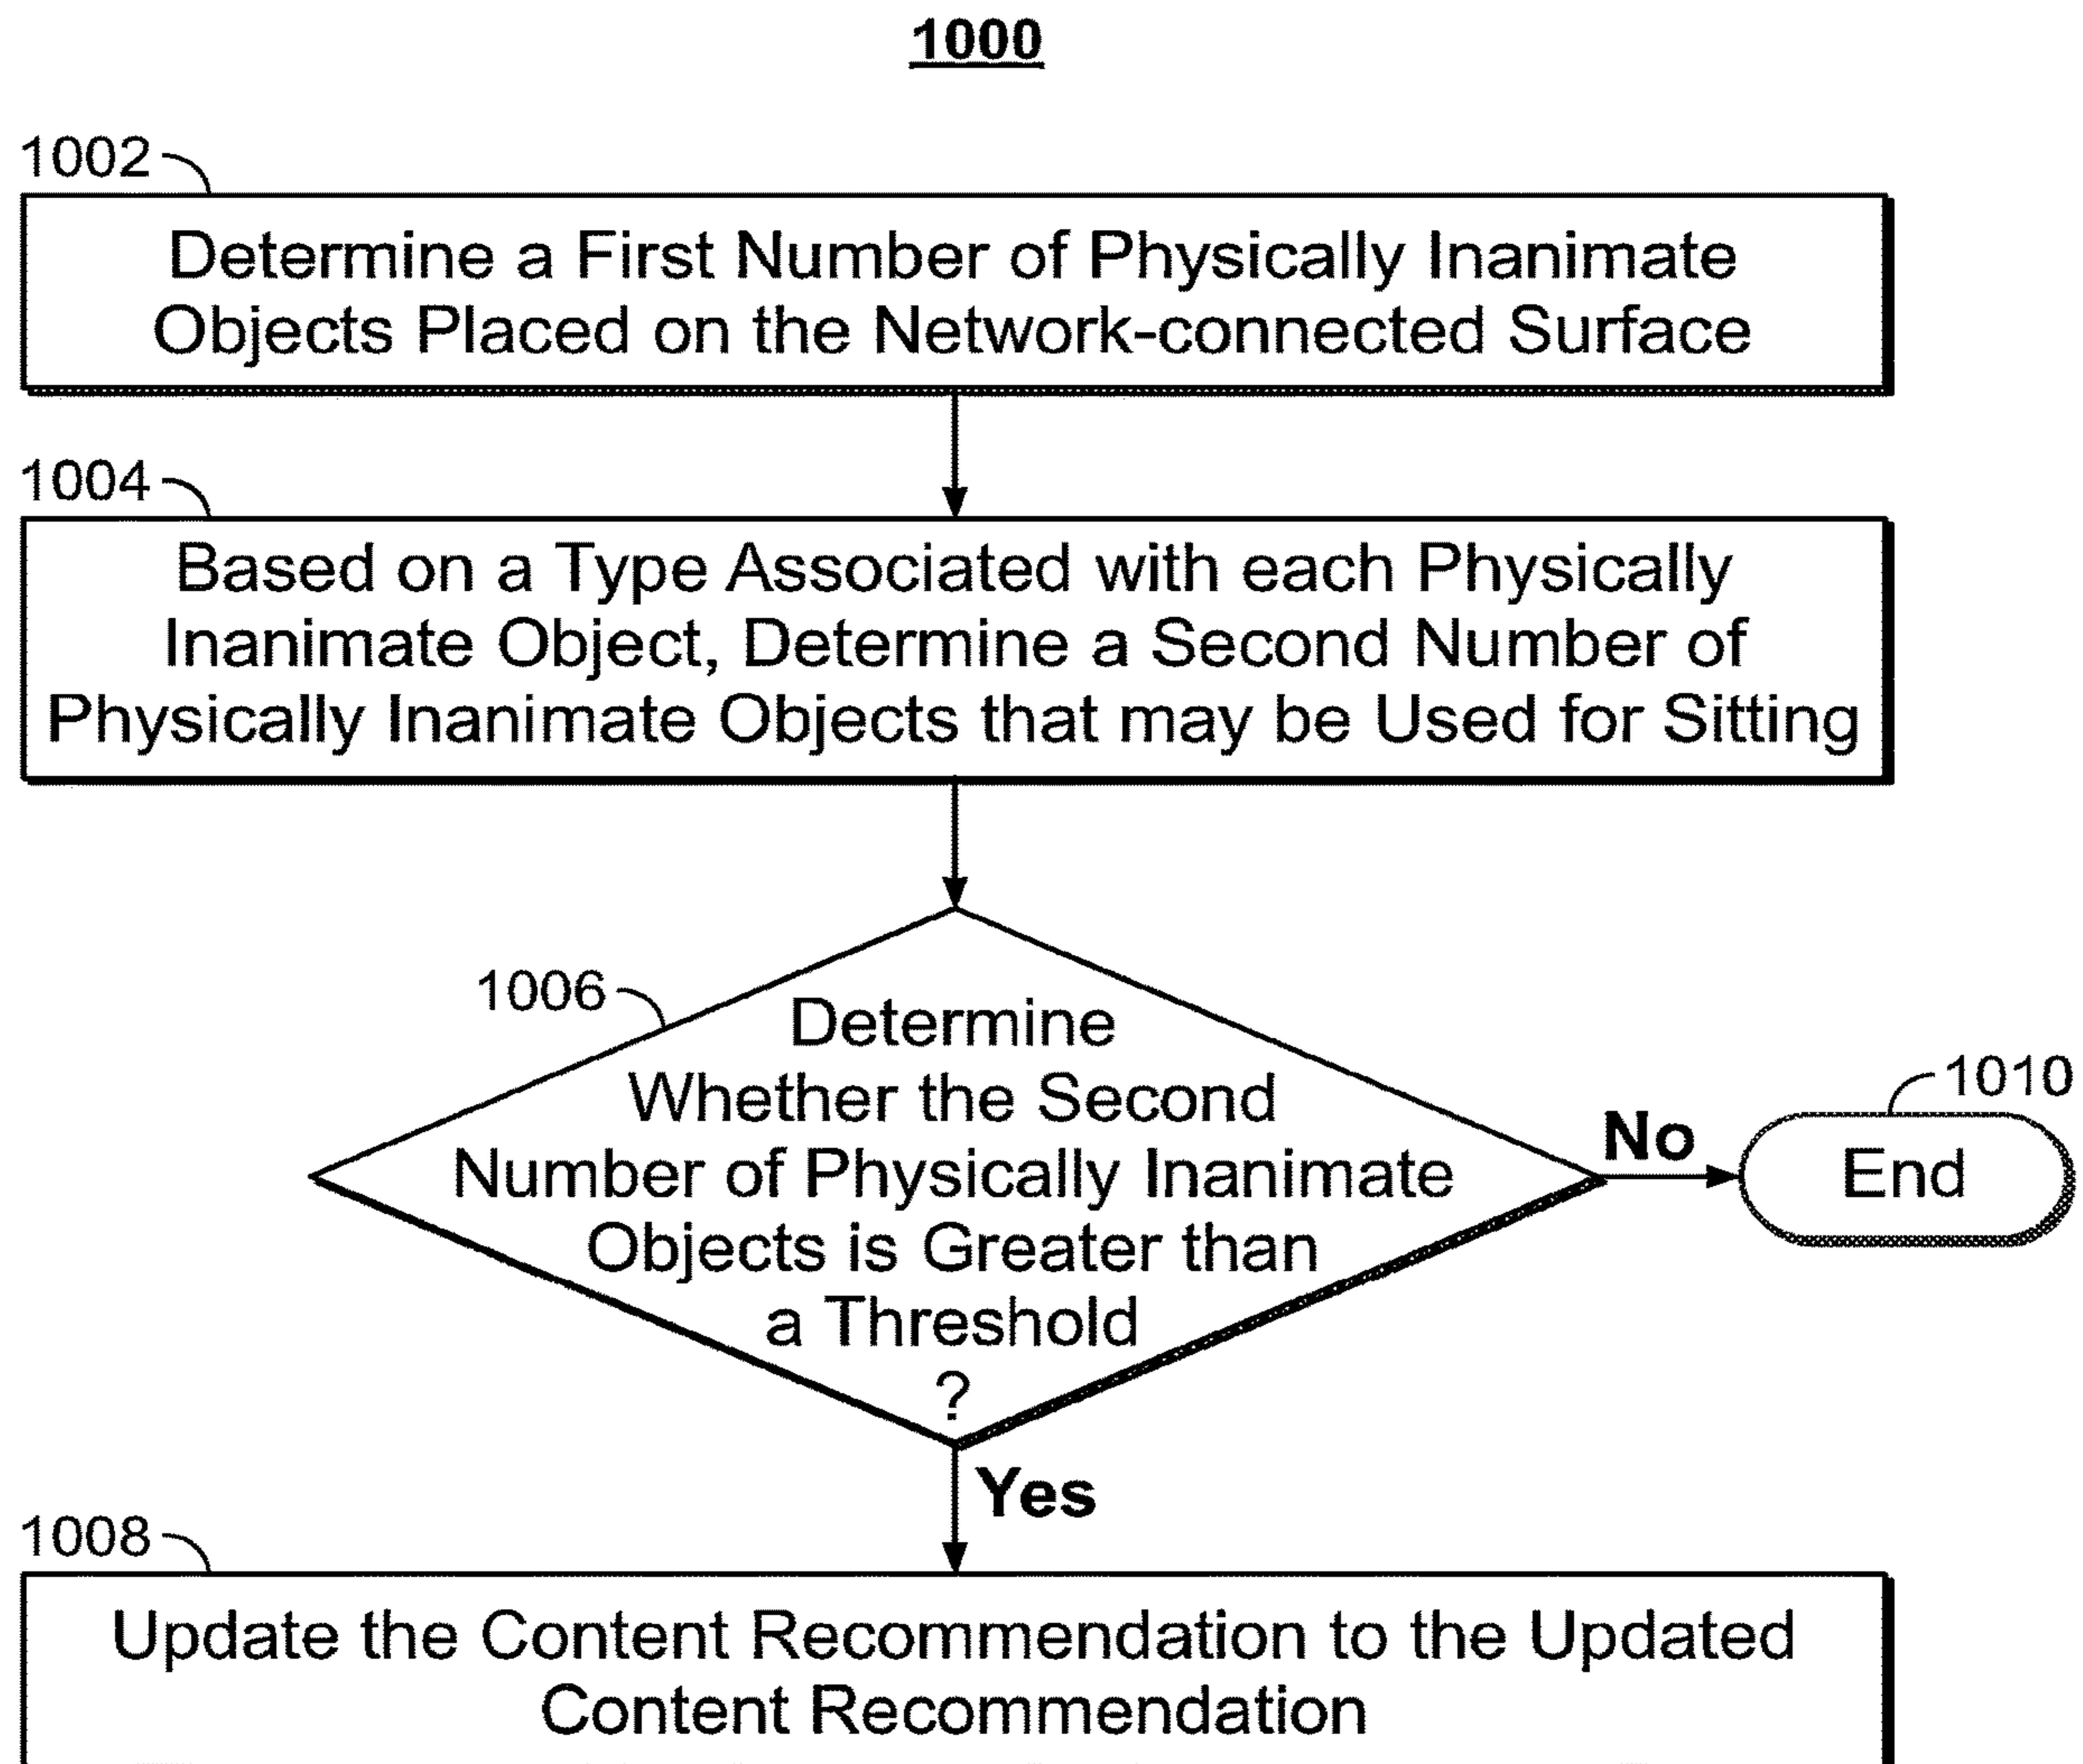 1000
1002
Determine a First Number of Physically Inanimate
Objects Placed on the Network-connected Surface
1004
Based on a Type Associated with each Physically
Inanimate Object, Determine a Second Number of
Physically Inanimate Objects that may be Used for Sitting
1006
Determine
Whether the Second
Number of Physically Inanimate
Objects is Greater than
a Threshold
?
No
1010
End
Yes
1008
Update the Content Recommendation to the Updated
Content Recommendation